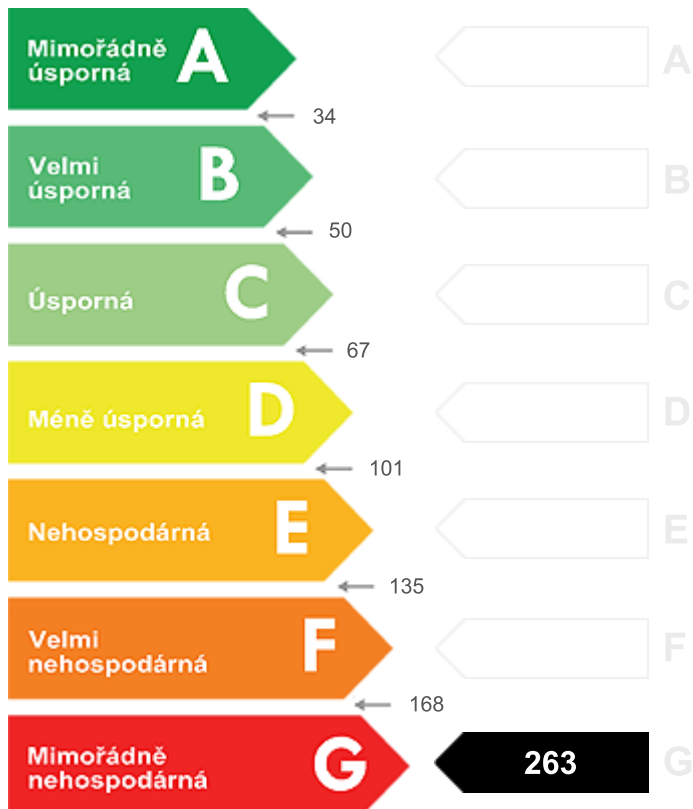 Mimořádně
úsporná
A
A
34
Velmi
úsporná
B
B
50
Úsporná
C
C
67
Méně úsporná
D
D
101
Nehospodárná
E
E
135
Velmi
nehospodárná
F
F
168
Mimořádně
nehospodárná
G
263
G